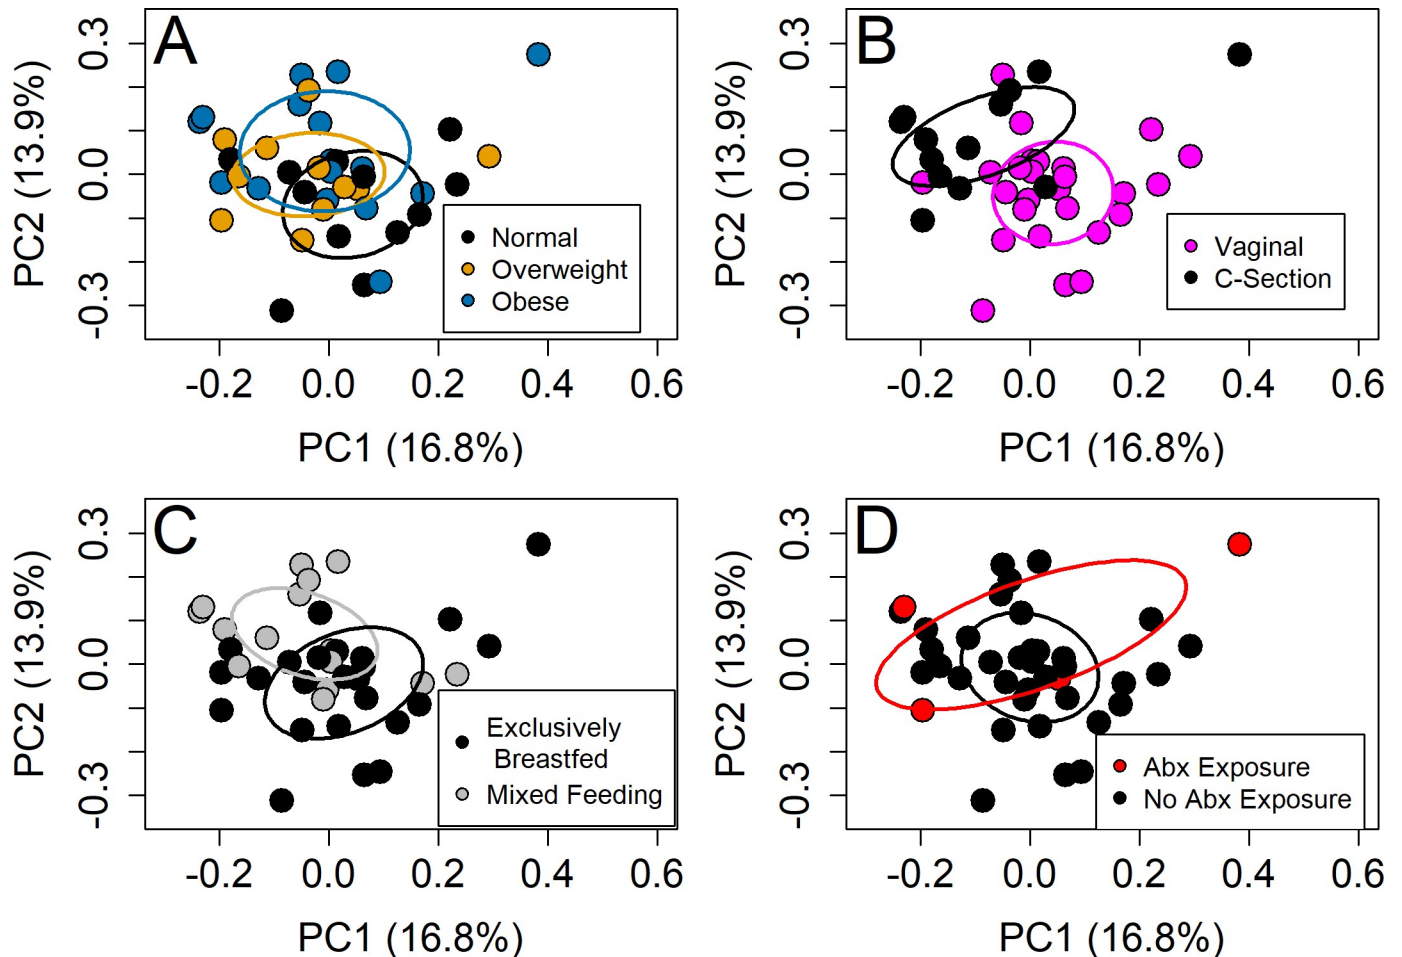 A
0.3
0.0
-0.3
PC2 (13.9%)
Normal
Overweight
Obese
-0.2 0.0 0.2 0.4 0.6
PC1 (16.8%)
B
0.3
0.0
-0.3
PC2 (13.9%)
Vaginal
C-Section
-0.2 0.0 0.2 0.4 0.6
PC1 (16.8%)
C
0.3
0.0
-0.3
PC2 (13.9%)
Exclusively
Breastfed
Mixed Feeding
-0.2 0.0 0.2 0.4 0.6
PC1 (16.8%)
D
0.3
0.0
-0.3
PC2 (13.9%)
Abx Exposure
No Abx Exposure
-0.2 0.0 0.2 0.4 0.6
PC1 (16.8%)